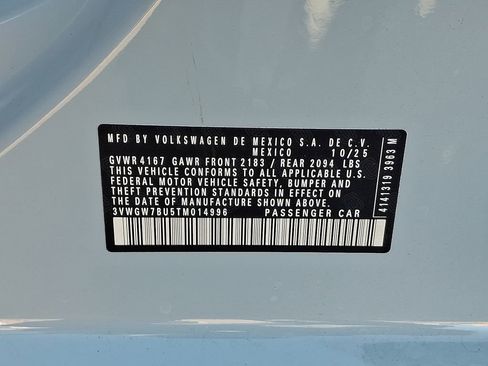 MFD BY VOLKSWAGEN DE MEXICO S.A. DE C.V.
MEXICO 10/25
GVWR 4167 GAWR FRONT 2183 / REAR 2094 LBS
THIS VEHICLE CONFORMS TO ALL APPLICABLE U.S.
FEDERAL MOTOR VEHICLE SAFETY, BUMPER AND
THEFT PREVENTION STANDARDS IN EFFECT ON
THE DATE OF MANUFACTURE SHOWN ABOVE.
3VWGW7BU5TM014996 PASSENGER CAR
4141319 3963 M